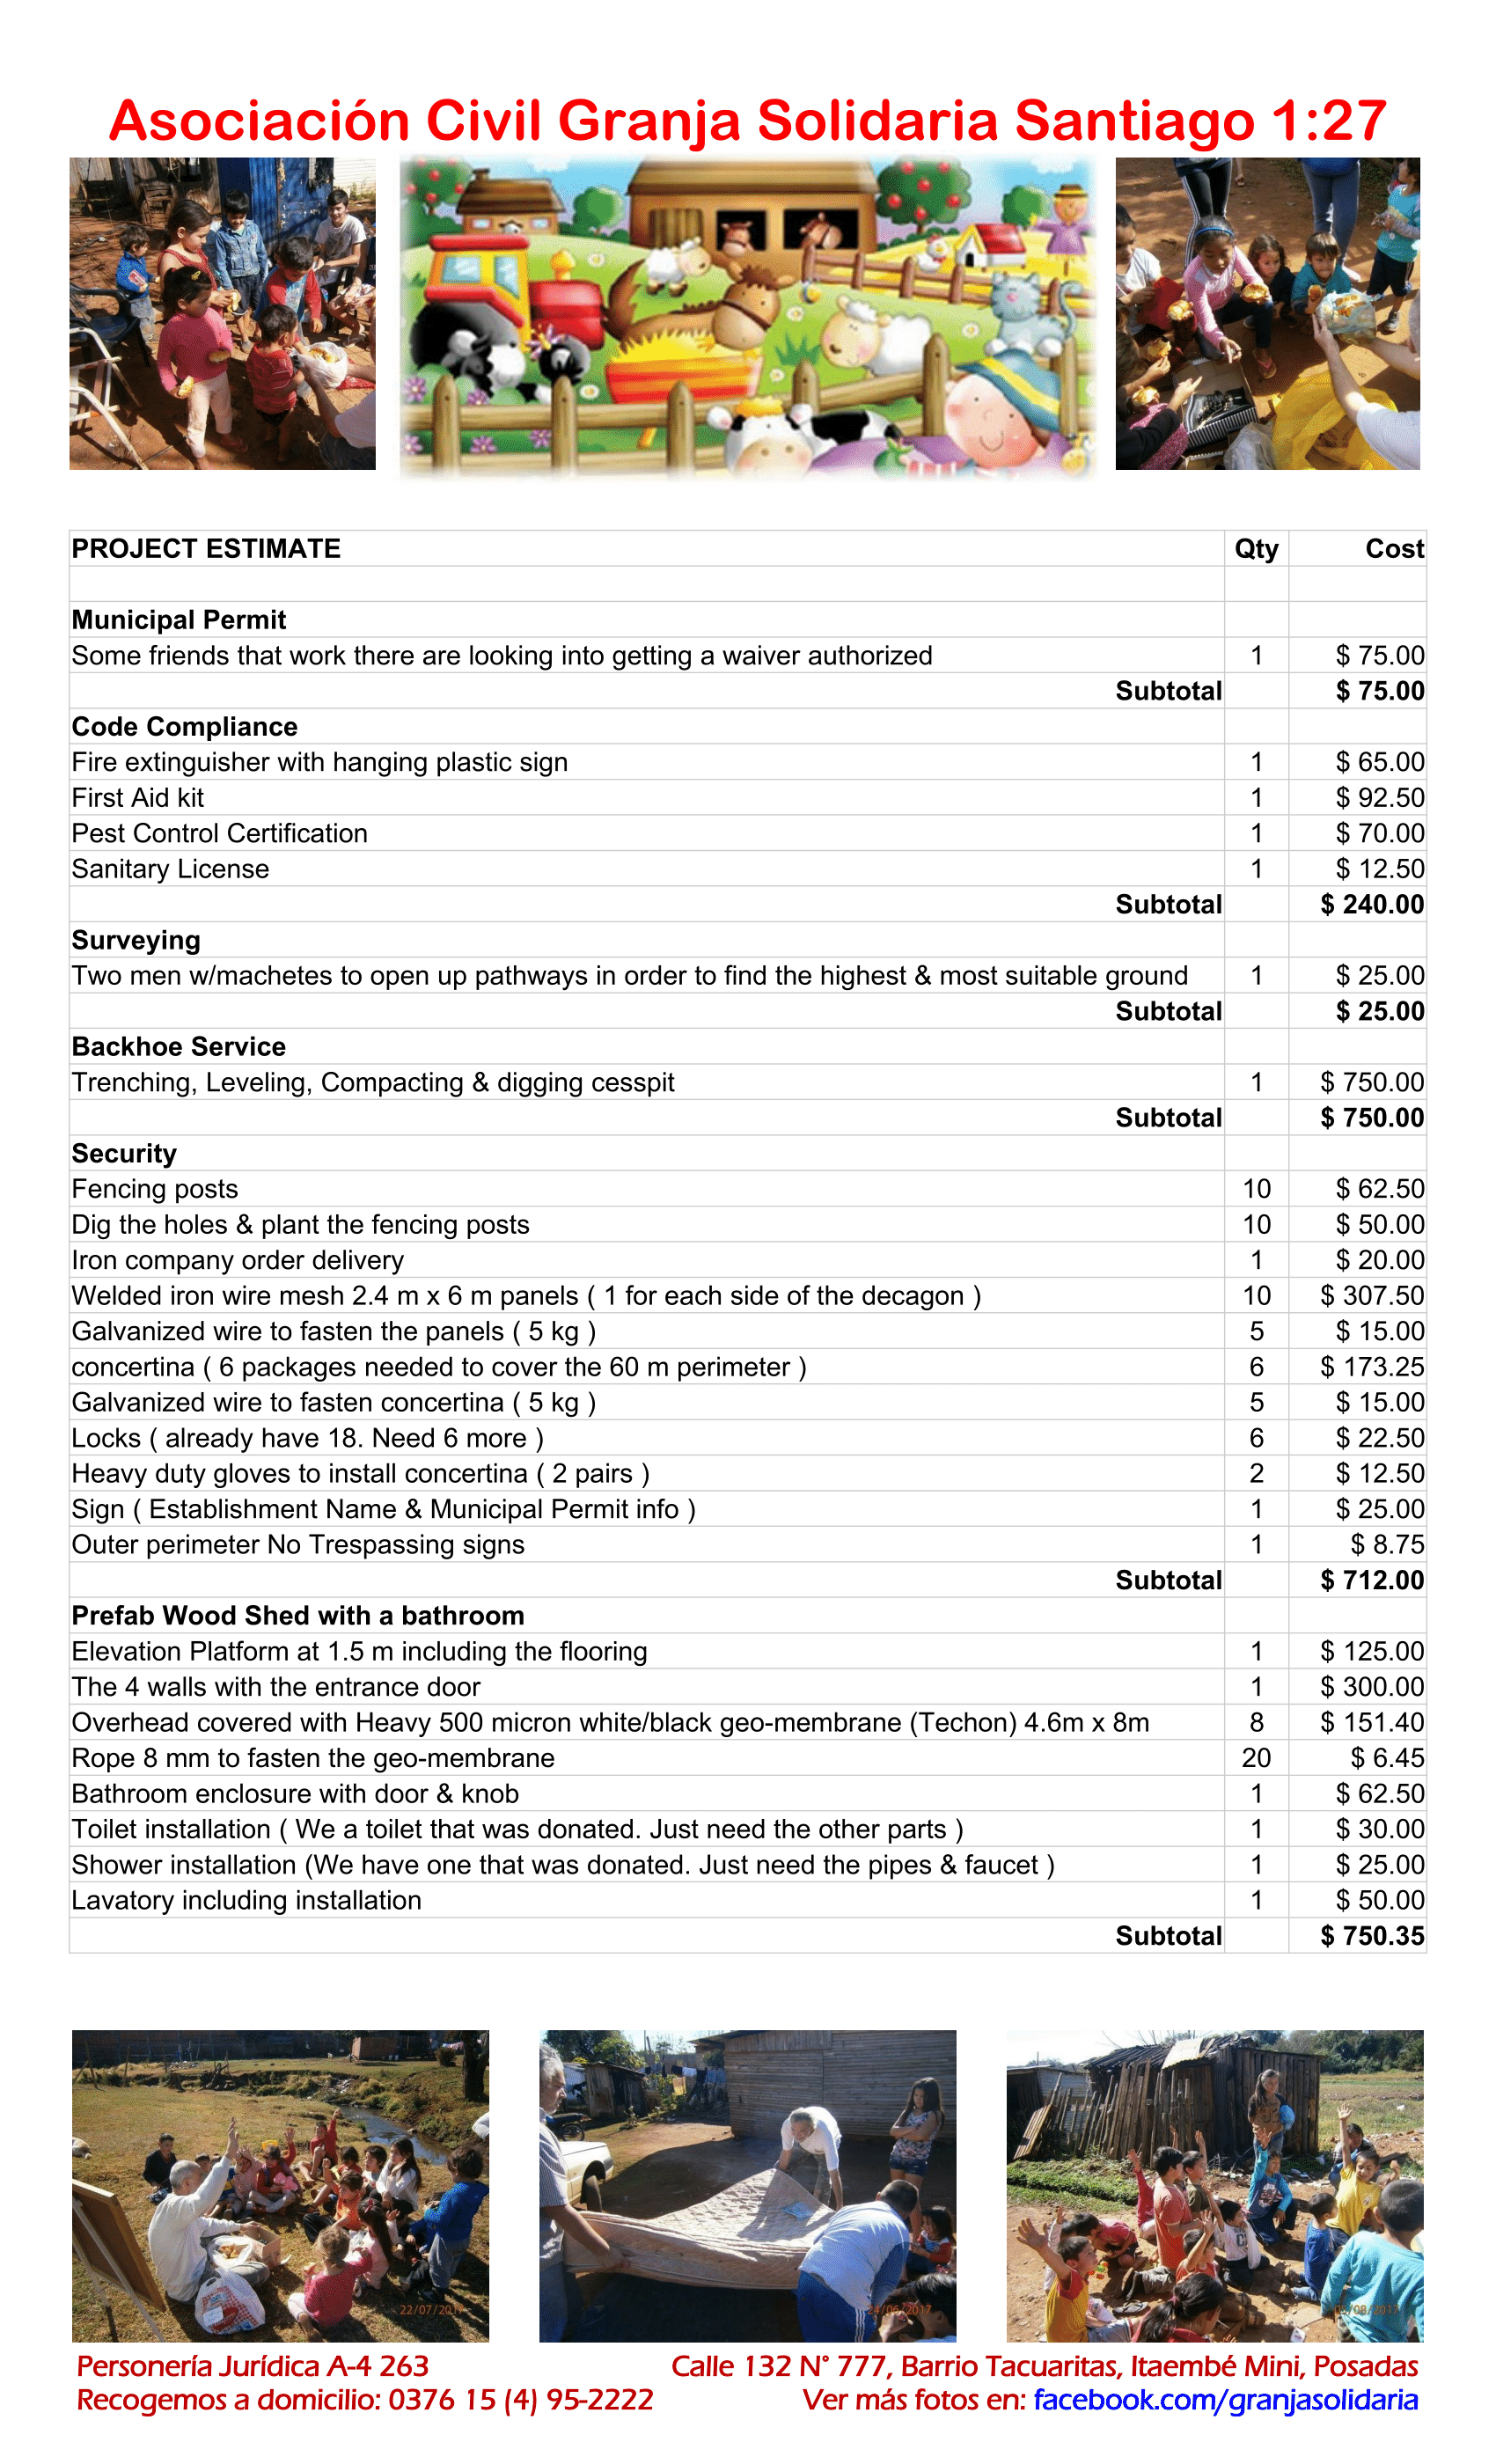 Asociación Civil Granja Solidaria Santiago 1:27
PROJECT ESTIMATE Qty Cost
Municipal Permit
Some friends that work there are looking into getting a waiver authorized 1 $ 75.00
Subtotal $ 75.00
Code Compliance
Fire extinguisher with hanging plastic sign 1 $ 65.00
First Aid kit 1 $ 92.50
Pest Control Certification 1 $ 70.00
Sanitary License 1 $ 12.50
Subtotal $ 240.00
Surveying
Two men w/machetes to open up pathways in order to find the highest & most suitable ground 1 $ 25.00
Subtotal $ 25.00
Backhoe Service
Trenching, Leveling, Compacting & digging cesspit 1 $ 750.00
Subtotal $ 750.00
Security
Fencing posts 10 $ 62.50
Dig the holes & plant the fencing posts 10 $ 50.00
Iron company order delivery 1 $ 20.00
Welded iron wire mesh 2.4 m x 6 m panels ( 1 for each side of the decagon ) 10 $ 307.50
Galvanized wire to fasten the panels ( 5 kg ) 5 $ 15.00
concertina ( 6 packages needed to cover the 60 m perimeter ) 6 $ 173.25
Galvanized wire to fasten concertina ( 5 kg ) 5 $ 15.00
Locks ( already have 18. Need 6 more ) 6 $ 22.50
Heavy duty gloves to install concertina ( 2 pairs ) 2 $ 12.50
Sign ( Establishment Name & Municipal Permit info ) 1 $ 25.00
Outer perimeter No Trespassing signs 1 $ 8.75
Subtotal $ 712.00
Prefab Wood Shed with a bathroom
Elevation Platform at 1.5 m including the flooring 1 $ 125.00
The 4 walls with the entrance door 1 $ 300.00
Overhead covered with Heavy 500 micron white/black geo-membrane (Techon) 4.6m x 8m 8 $ 151.40
Rope 8 mm to fasten the geo-membrane 20 $ 6.45
Bathroom enclosure with door & knob 1 $ 62.50
Toilet installation ( We a toilet that was donated. Just need the other parts ) 1 $ 30.00
Shower installation (We have one that was donated. Just need the pipes & faucet ) 1 $ 25.00
Lavatory including installation 1 $ 50.00
Subtotal $ 750.35
22/07/2017 24/06/2017
Personería Jurídica A-4 263 Calle 132 N° 777, Barrio Tacuaritas, Itaembé Mini, Posadas
Recogemos a domicilio: 0376 15 (4) 95-2222 Ver más fotos en: facebook.com/granjasolidaria